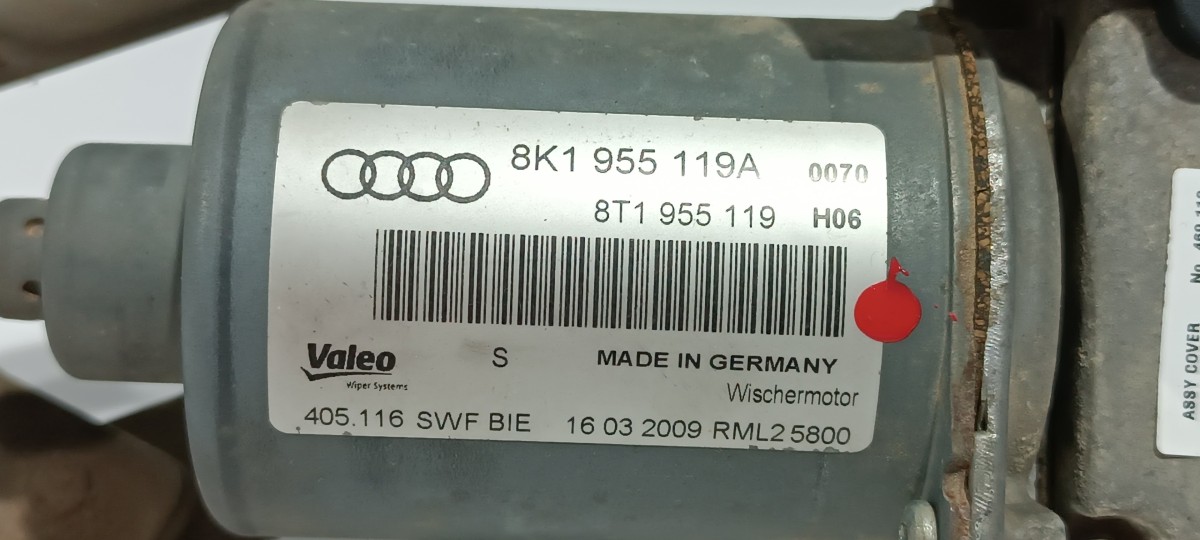 8K1 955 119A 0070
8T1 955 119 H06
Valeo S MADE IN GERMANY
Wiper Systems Wischermotor
405.116 SWF BIE 16 03 2009 RML2 5800
ASSY COVER No.